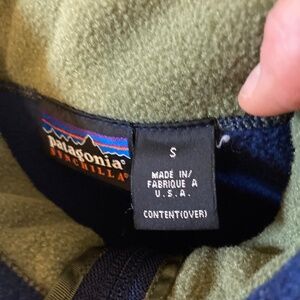 patagonia®
SYNCHILLA®
S
MADE IN/
FABRIQUE A
U.S.A.
CONTENT(OVER)